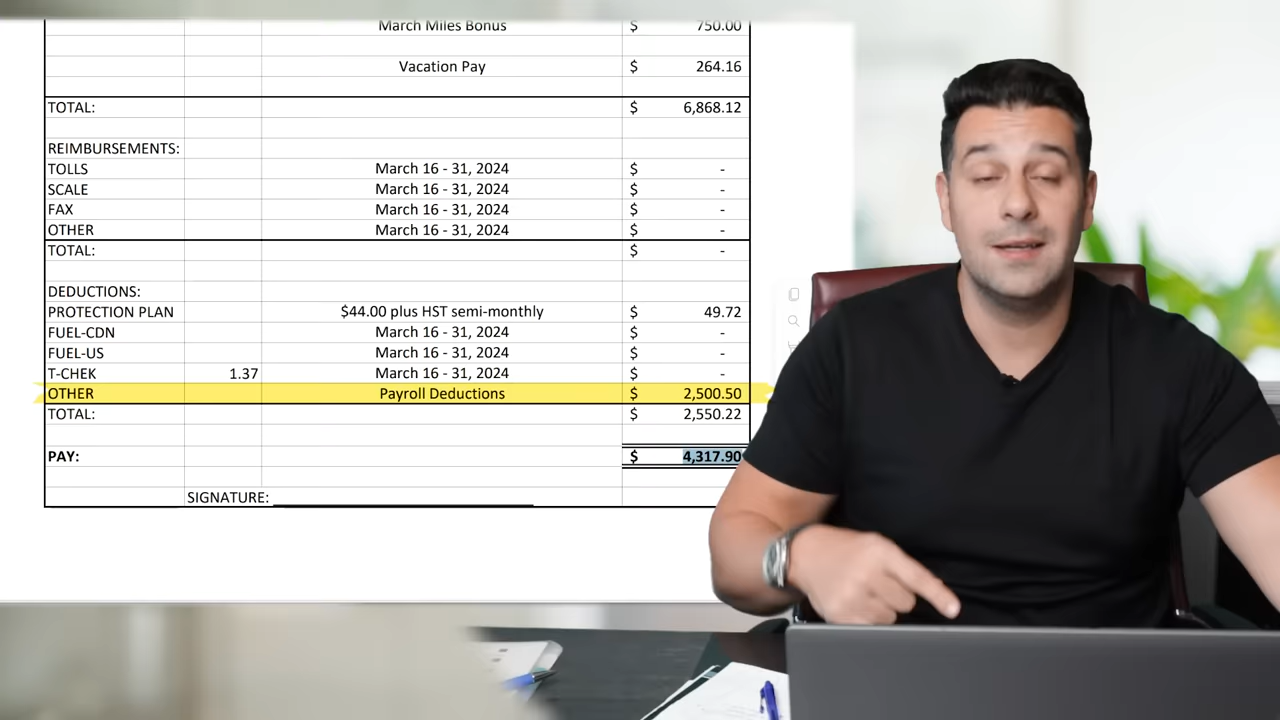 March Miles Bonus $ 750.00
Vacation Pay $ 264.16
TOTAL: $ 6,868.12
REIMBURSEMENTS:
TOLLS March 16 - 31, 2024 $ -
SCALE March 16 - 31, 2024 $ -
FAX March 16 - 31, 2024 $ -
OTHER March 16 - 31, 2024 $ -
TOTAL: $ -
DEDUCTIONS:
PROTECTION PLAN $44.00 plus HST semi-monthly $ 49.72
FUEL-CDN March 16 - 31, 2024 $ -
FUEL-US March 16 - 31, 2024 $ -
T-CHEK 1.37 March 16 - 31, 2024 $ -
OTHER Payroll Deductions $ 2,500.50
TOTAL: $ 2,550.22
PAY: $ 4,317.90
SIGNATURE: